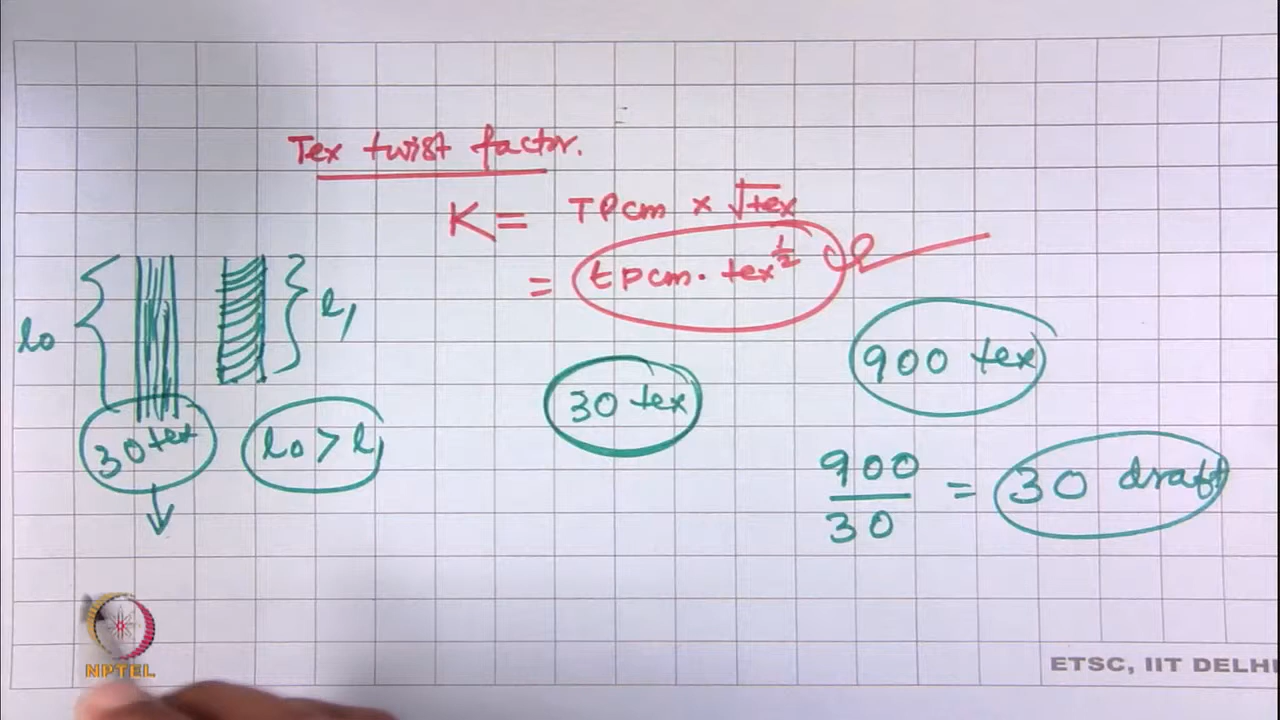 Tex twist factor.
K = TPcm × √tex
= tpcm. tex^1/2
l₀
l₁
30 tex
l₀ > l₁
30 tex
900 tex
900/30 = 30 draft
NPTEL
ETSC, IIT DELHI